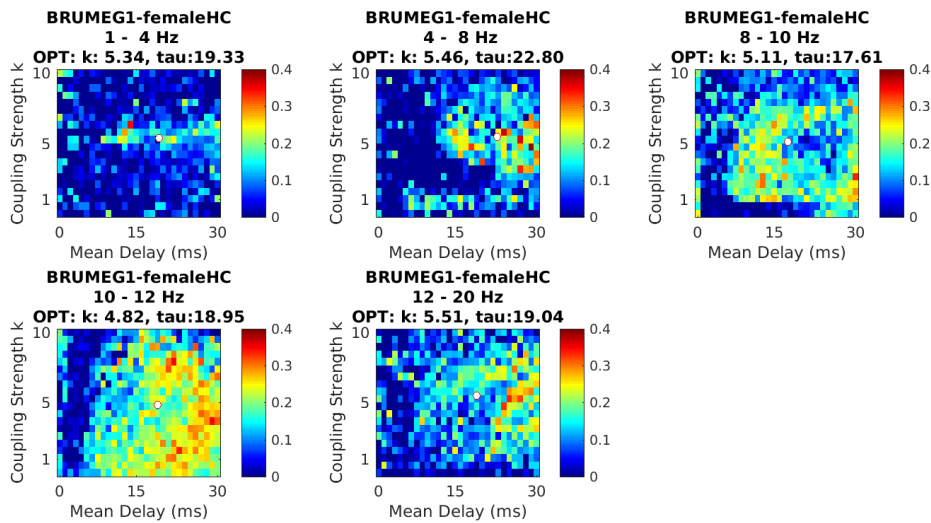 BRUMEG1-femaleHC
1 - 4 Hz
OPT: k: 5.34, tau:19.33
Coupling Strength k
10
5
1
0
15
30
Mean Delay (ms)
0.4
0.3
0.2
0.1
0
BRUMEG1-femaleHC
4 - 8 Hz
OPT: k: 5.46, tau:22.80
Coupling Strength k
10
5
1
0
15
30
Mean Delay (ms)
0.4
0.3
0.2
0.1
0
BRUMEG1-femaleHC
8 - 10 Hz
OPT: k: 5.11, tau:17.61
Coupling Strength k
10
5
1
0
15
30
Mean Delay (ms)
0.4
0.3
0.2
0.1
0
BRUMEG1-femaleHC
10 - 12 Hz
OPT: k: 4.82, tau:18.95
Coupling Strength k
10
5
1
0
15
30
Mean Delay (ms)
0.4
0.3
0.2
0.1
0
BRUMEG1-femaleHC
12 - 20 Hz
OPT: k: 5.51, tau:19.04
Coupling Strength k
10
5
1
0
15
30
Mean Delay (ms)
0.4
0.3
0.2
0.1
0